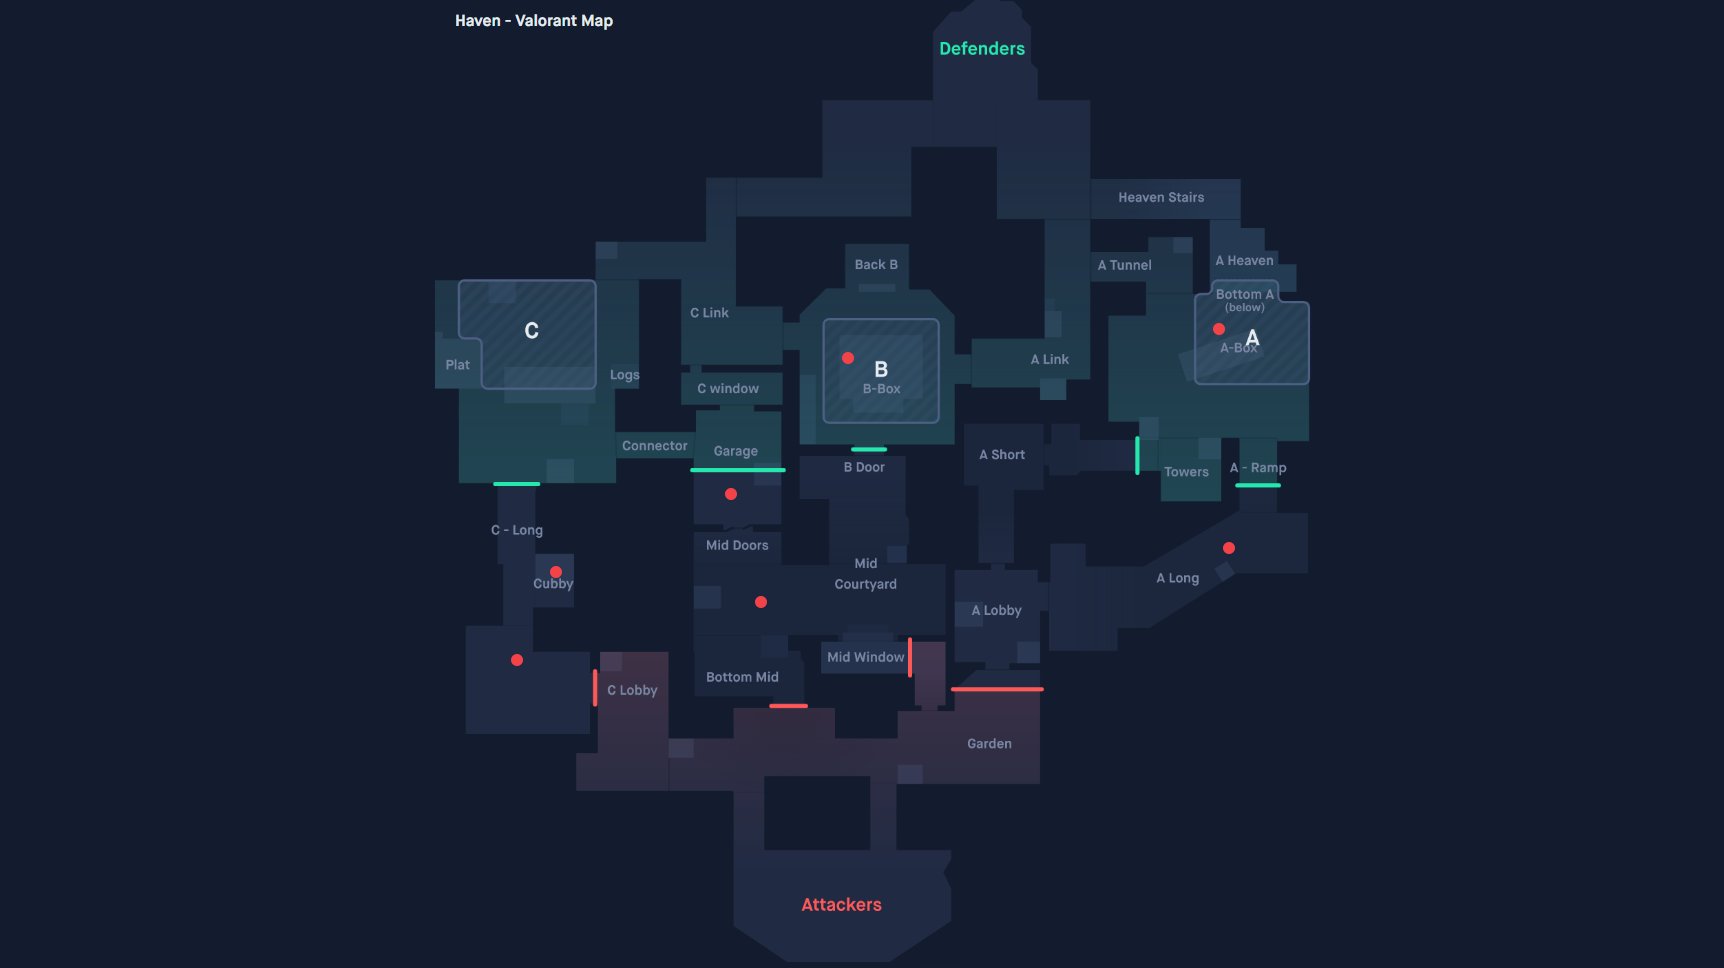 Haven - Valorant Map
Defenders
Heaven Stairs
Back B
A Tunnel
A Heaven
Bottom A
(below)
C Link
C
B
A
A-Box
Plat
Logs
C window
B-Box
A Link
Connector
Garage
B Door
A Short
Towers
A - Ramp
C - Long
Mid Doors
Mid
Courtyard
Cubby
A Long
A Lobby
Mid Window
Bottom Mid
C Lobby
Garden
Attackers